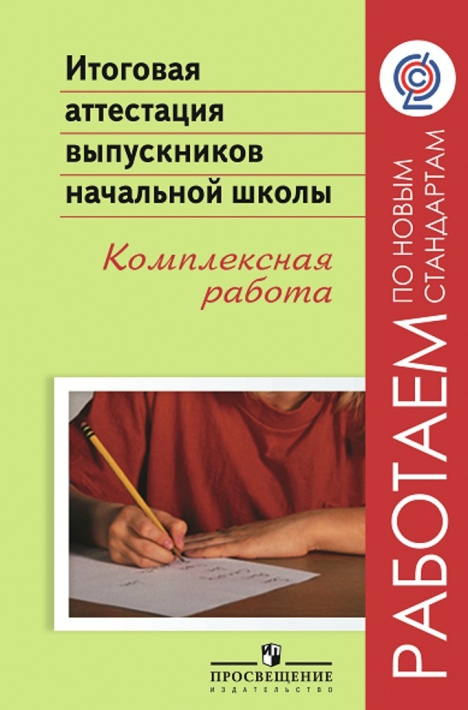 Итоговая
аттестация
выпускников
начальной школы
Комплексная
работа
РАБОТАЕМ
ПО НОВЫМ
СТАНДАРТАМ
ПРОСВЕЩЕНИЕ
ИЗДАТЕЛЬСТВО